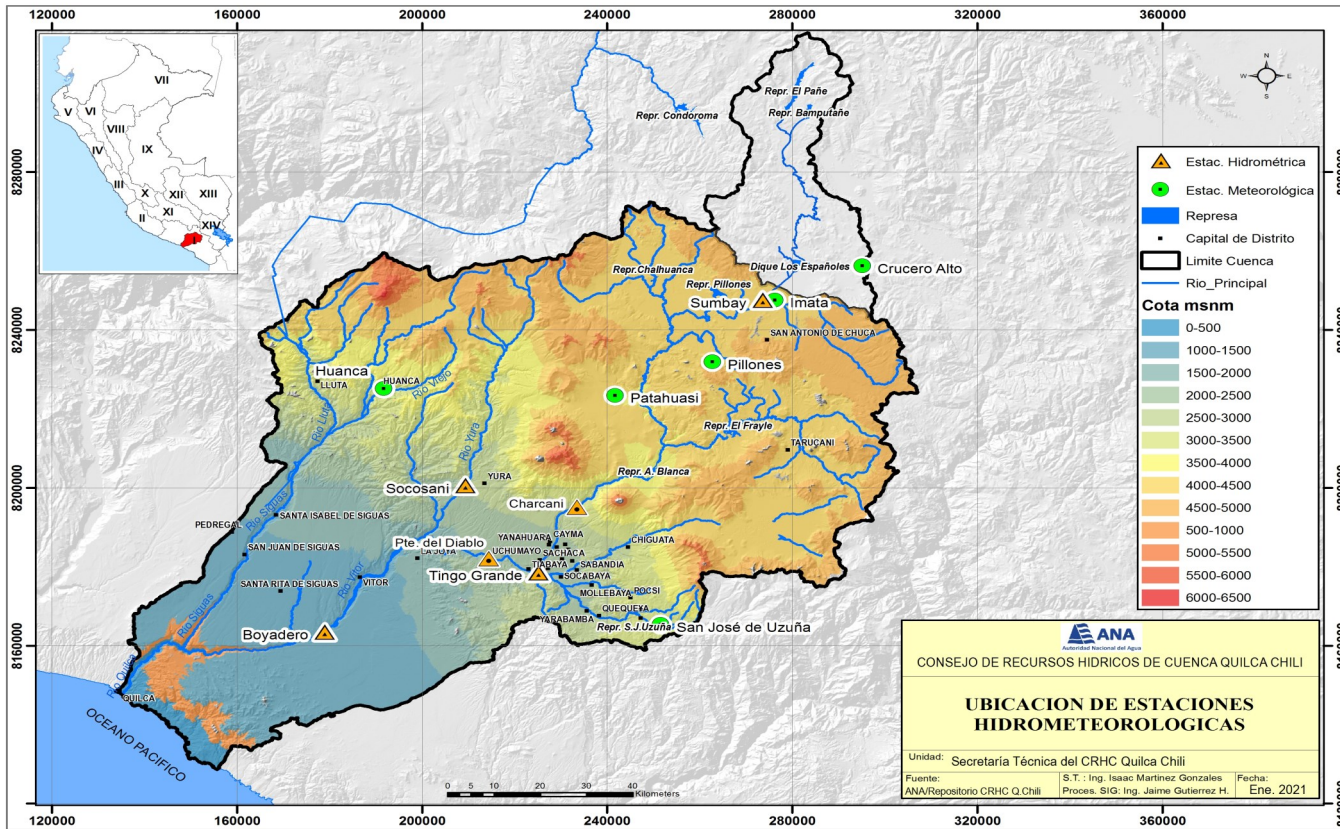 120000 160000 200000 240000 280000 320000 360000
VII
V
VI
VIII
IV
IX
III
X
XII
XIII
II
XI
XIV
N
W
E
S
Repr. El Pañe
Repr. Bamputañe
Repr. Condoroma
8280000
8240000
8200000
8160000
Estac. Hidrométrica
Estac. Meteorológica
Represa
Capital de Distrito
Limite Cuenca
Rio_Principal
Cota msnm
0-500
1000-1500
1500-2000
2000-2500
2500-3000
3000-3500
3500-4000
4000-4500
4500-5000
500-1000
5000-5500
5500-6000
6000-6500
Dique Los Españoles
Crucero Alto
Repr.Chalhuanca
Repr. Pillones
Sumbay
Imata
SAN ANTONIO DE CHUCA
Pillones
Huanca
HUANCA
LLUTA
Rio Viejo
Patahuasi
Rio Lluta
Rio Yura
Repr. El Frayle
TARUCANI
Repr. A. Blanca
YURA
Socosani
Charcani
Rio Siguas
SANTA ISABEL DE SIGUAS
PEDREGAL
SAN JUAN DE SIGUAS
Pte. del Diablo
LA JOYA
YANAHUARA
CAYMA
CHIGUATA
UCHUMAYO
SACHACA
TIABAYA
SABANDIA
Tingo Grande
SOCABAYA
SANTA RITA DE SIGUAS
Rio Vitor
VITOR
MOLLEBAYA
POCSI
QUEQUEÑA
YARABAMBA
Repr. S.J.Uzuña
San José de Uzuña
Rio Siguas
Boyadero
Rio Quilca
QUILCA
OCEANO PACIFICO
0 5 10 20 30 40
Kilometers
ANA
Autoridad Nacional del Agua
CONSEJO DE RECURSOS HIDRICOS DE CUENCA QUILCA CHILI
UBICACION DE ESTACIONES
HIDROMETEOROLOGICAS
Unidad: Secretaria Técnica del CRHC Quilca Chili
Fuente:
ANA/Repositorio CRHC Q.Chili
S.T. : Ing. Isaac Martinez Gonzales
Proces. SIG: Ing. Jaime Gutierrez H.
Fecha:
Ene. 2021
120000 160000 200000 240000 280000 320000 360000